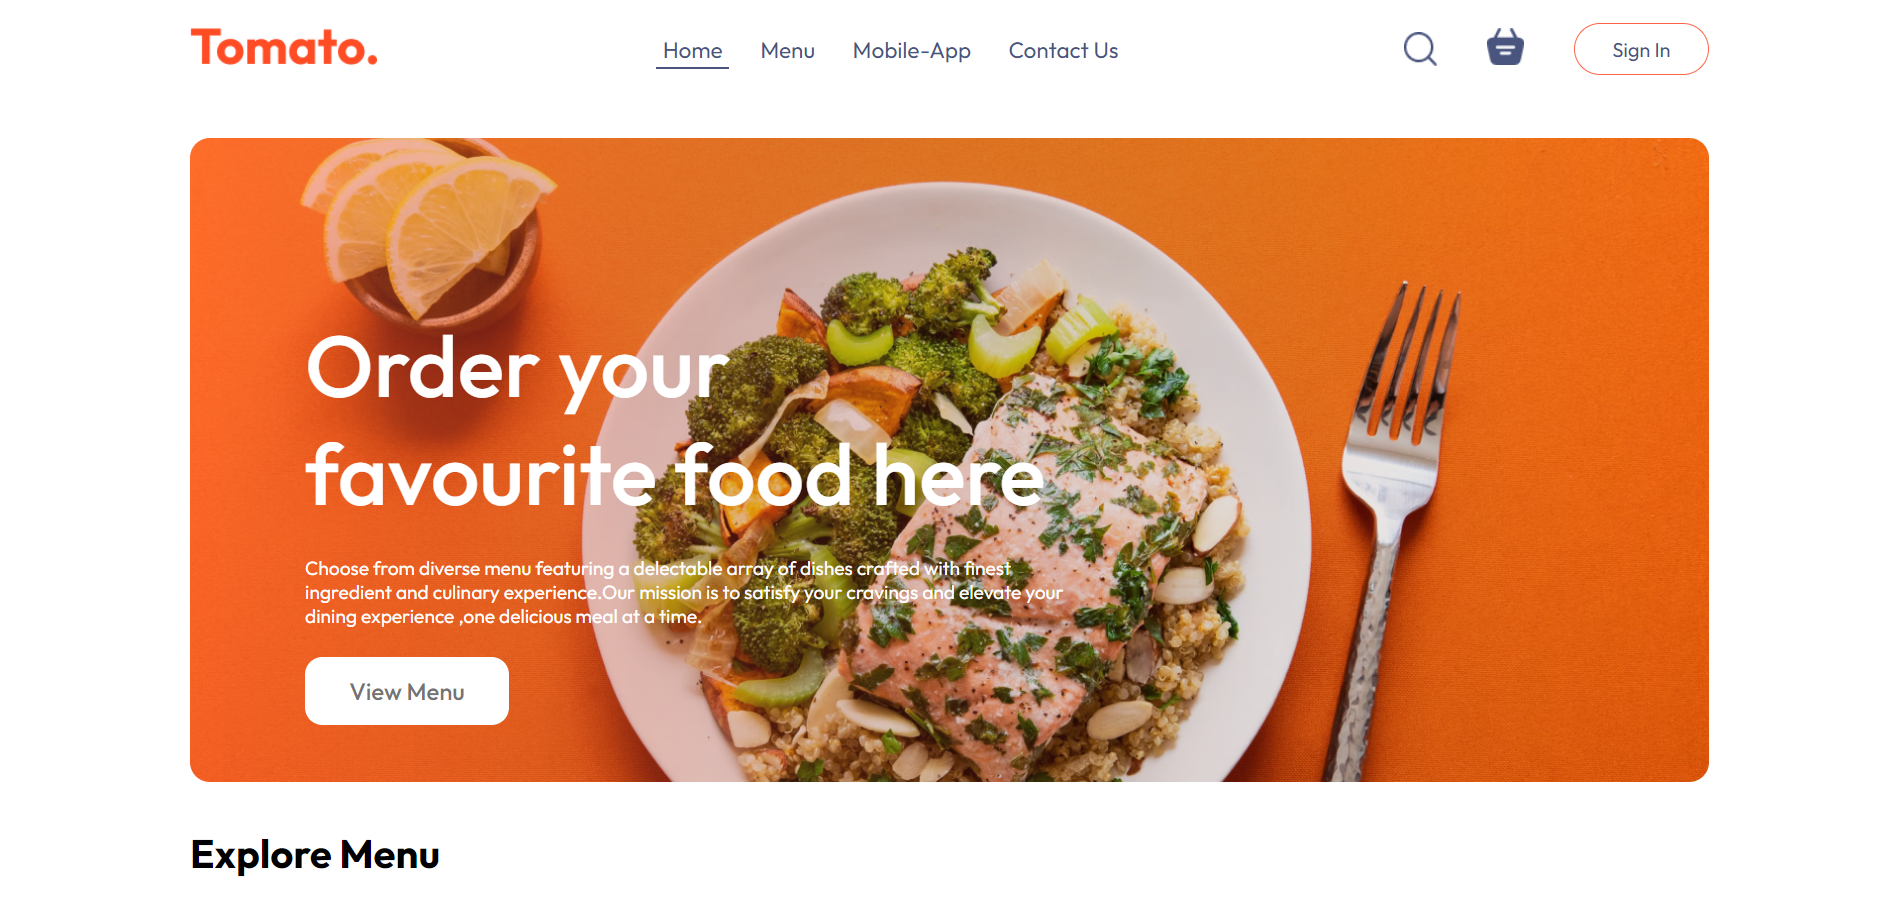 Tomato.
Home Menu Mobile-App Contact Us
Sign In
Order your
favourite food here
Choose from diverse menu featuring a delectable array of dishes crafted with finest
ingredient and culinary experience.Our mission is to satisfy your cravings and elevate your
dining experience ,one delicious meal at a time.
View Menu
Explore Menu